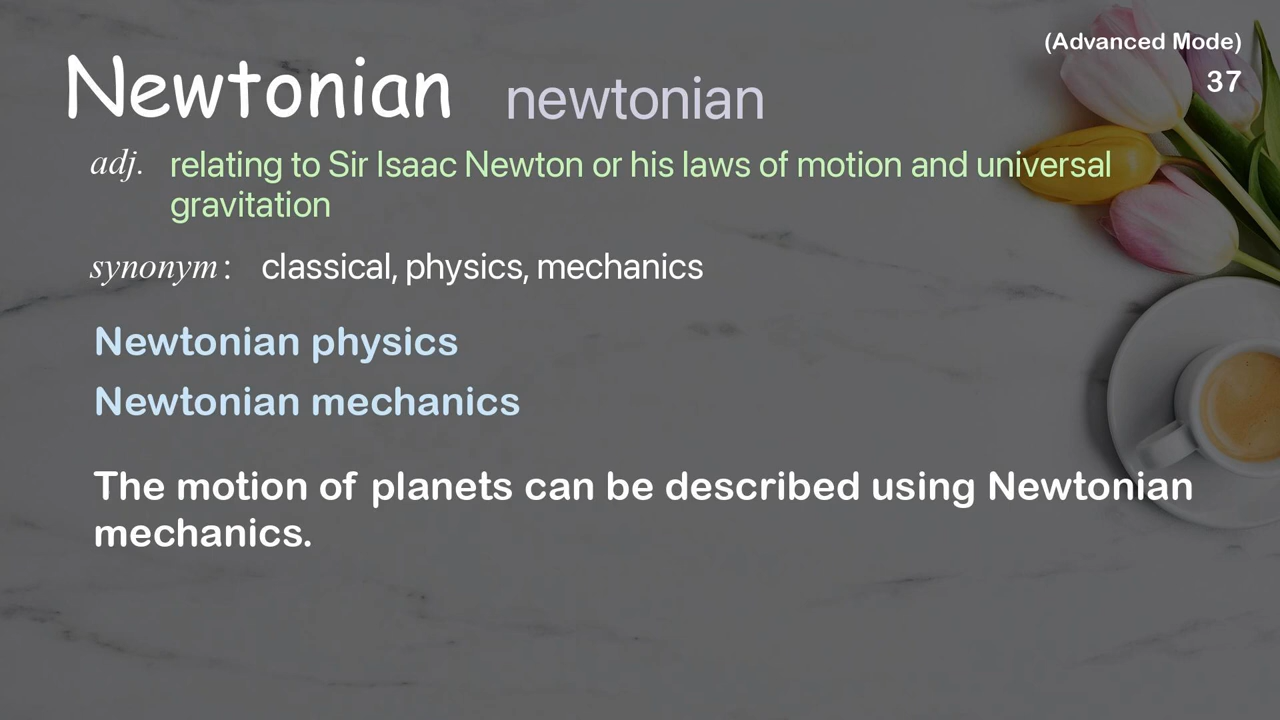 (Advanced Mode)
37
Newtonian newtonian
adj. relating to Sir Isaac Newton or his laws of motion and universal
gravitation
synonym : classical, physics, mechanics
Newtonian physics
Newtonian mechanics
The motion of planets can be described using Newtonian
mechanics.